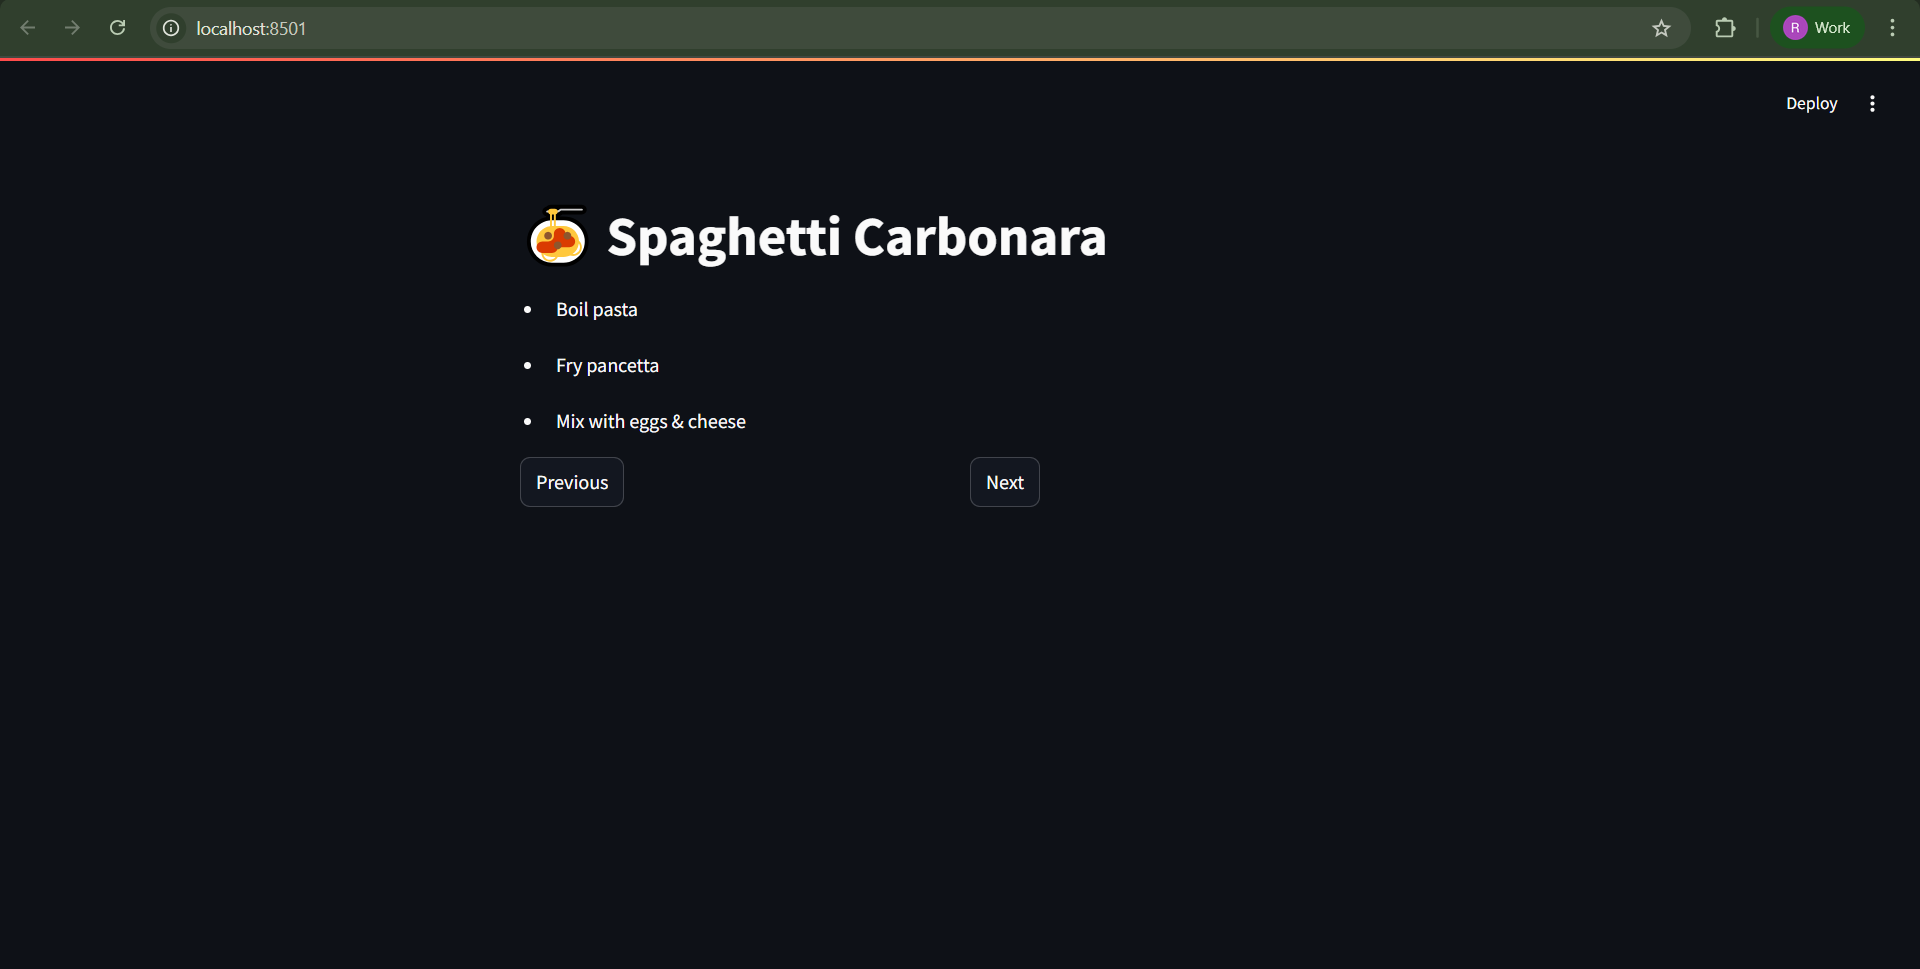 localhost:8501
R Work
Deploy
Spaghetti Carbonara
• Boil pasta
• Fry pancetta
• Mix with eggs & cheese
Previous Next